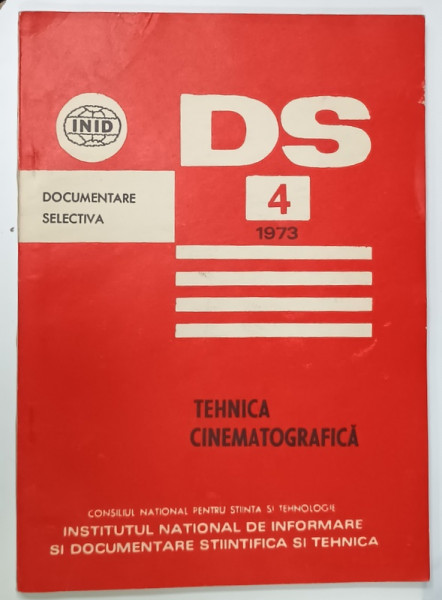 INID
DS
4
1973
DOCUMENTARE
SELECTIVA
TEHNICA
CINEMATOGRAFICĂ
CONSILIUL NATIONAL PENTRU STIINTA SI TEHNOLOGIE
INSTITUTUL NATIONAL DE INFORMARE
SI DOCUMENTARE STIINTIFICA SI TEHNICA